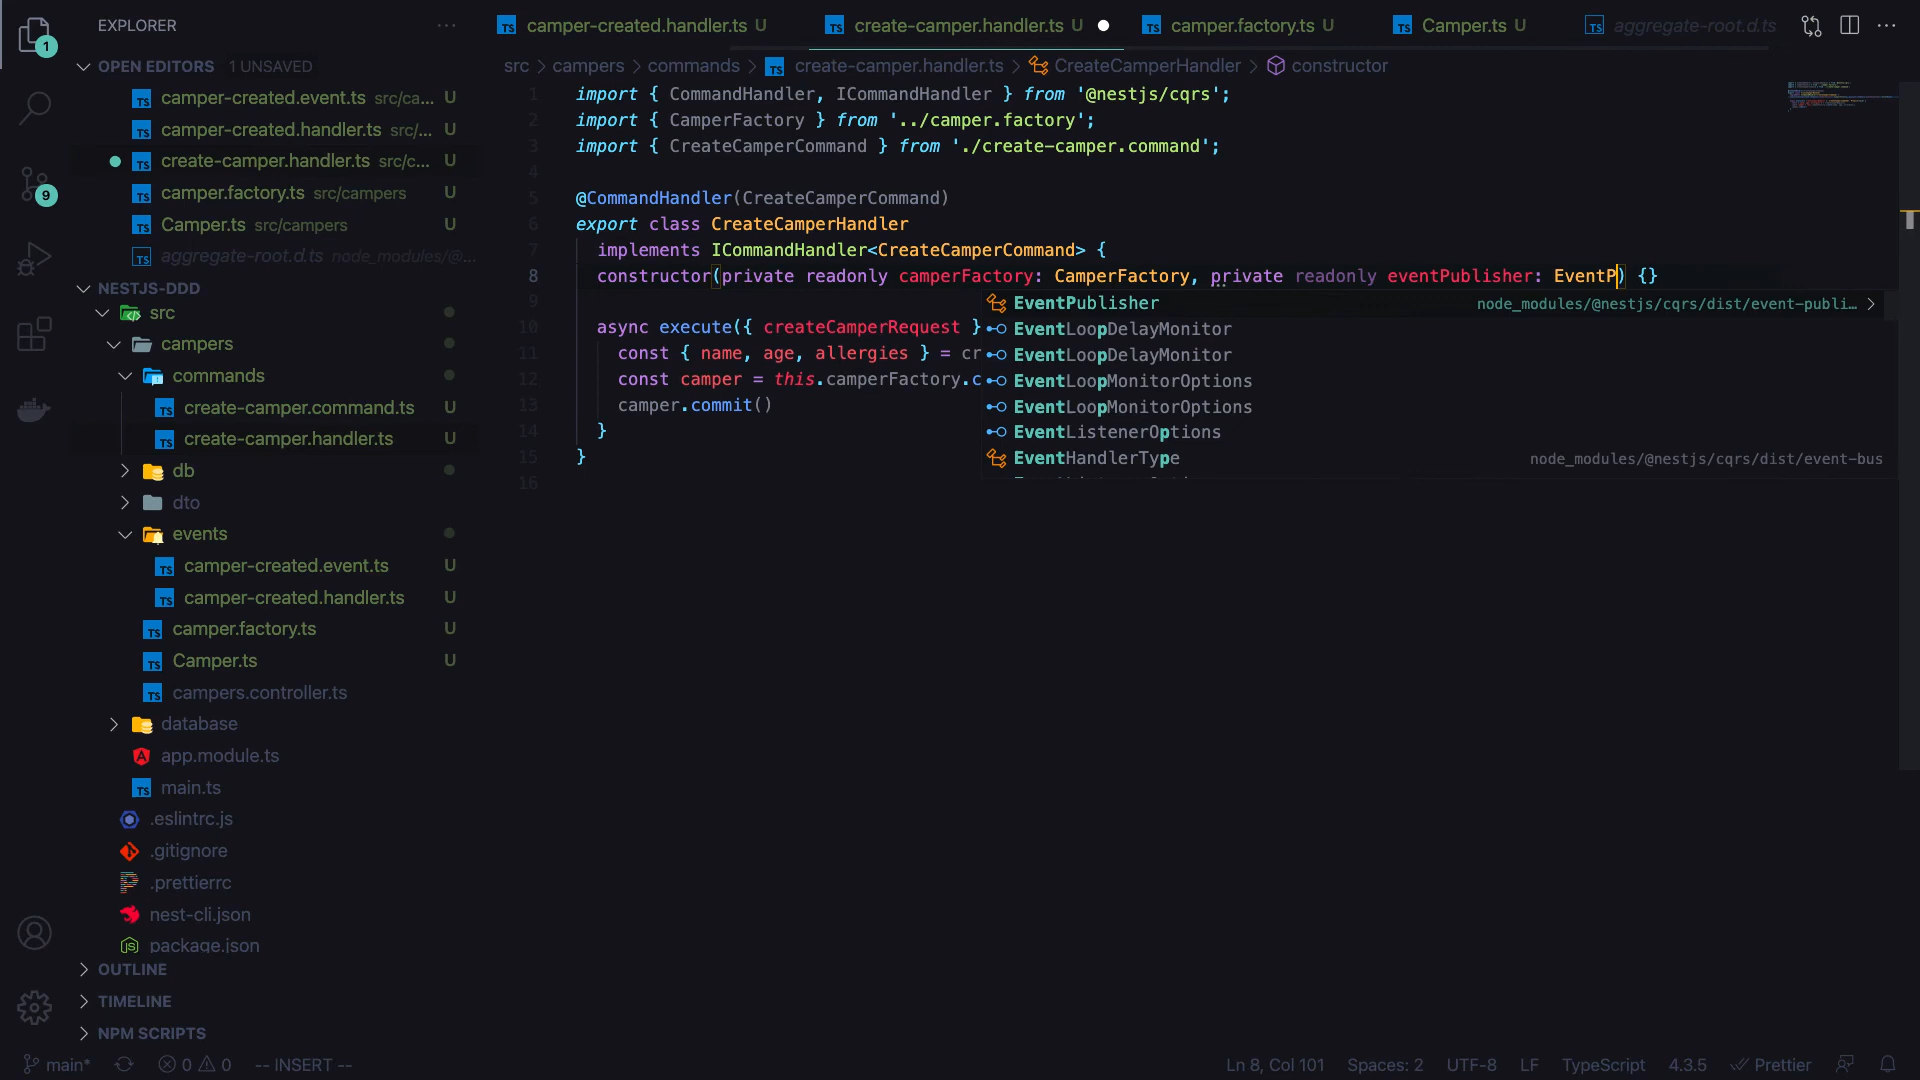 EXPLORER
OPEN EDITORS 1 UNSAVED
camper-created.event.ts src/ca... U
camper-created.handler.ts src/... U
create-camper.handler.ts src/c... U
camper.factory.ts src/campers U
Camper.ts src/campers U
aggregate-root.d.ts node_modules/@...
NESTJS-DDD
src
campers
commands
create-camper.command.ts U
create-camper.handler.ts U
db
dto
events
camper-created.event.ts U
camper-created.handler.ts U
camper.factory.ts U
Camper.ts U
campers.controller.ts
database
app.module.ts
main.ts
.eslintrc.js
.gitignore
.prettierrc
nest-cli.json
package.json
OUTLINE
TIMELINE
NPM SCRIPTS
1
9
camper-created.handler.ts U
create-camper.handler.ts U
camper.factory.ts U
Camper.ts U
aggregate-root.d.ts
src > campers > commands > create-camper.handler.ts > CreateCamperHandler > constructor
1 import { CommandHandler, ICommandHandler } from '@nestjs/cqrs';
2 import { CamperFactory } from '../camper.factory';
3 import { CreateCamperCommand } from './create-camper.command';
4
5 @CommandHandler(CreateCamperCommand)
6 export class CreateCamperHandler
7 implements ICommandHandler<CreateCamperCommand> {
8 constructor(private readonly camperFactory: CamperFactory, private readonly eventPublisher: EventP) {}
9
10 async execute({ createCamperRequest }
11 const { name, age, allergies } = cr
12 const camper = this.camperFactory.c
13 camper.commit()
14 }
15 }
16
EventPublisher node_modules/@nestjs/cqrs/dist/event-publi... >
EventLoopDelayMonitor
EventLoopDelayMonitor
EventLoopMonitorOptions
EventLoopMonitorOptions
EventListenerOptions
EventHandlerType node_modules/@nestjs/cqrs/dist/event-bus
main* 0 0 -- INSERT -- Ln 8, Col 101 Spaces: 2 UTF-8 LF TypeScript 4.3.5 Prettier